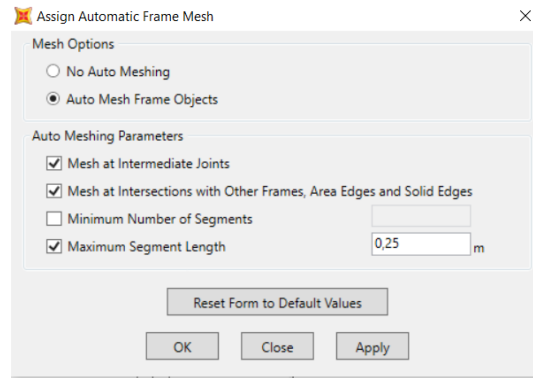 Assign Automatic Frame Mesh
Mesh Options
No Auto Meshing
Auto Mesh Frame Objects
Auto Meshing Parameters
Mesh at Intermediate Joints
Mesh at Intersections with Other Frames, Area Edges and Solid Edges
Minimum Number of Segments
Maximum Segment Length 0,25 m
Reset Form to Default Values
OK Close Apply